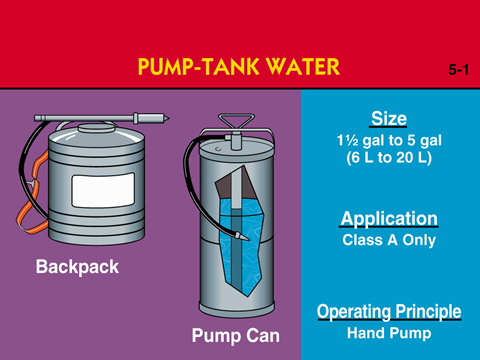 PUMP-TANK WATER
5-1
Size
1½ gal to 5 gal
(6 L to 20 L)
Application
Class A Only
Operating Principle
Hand Pump
Backpack
Pump Can